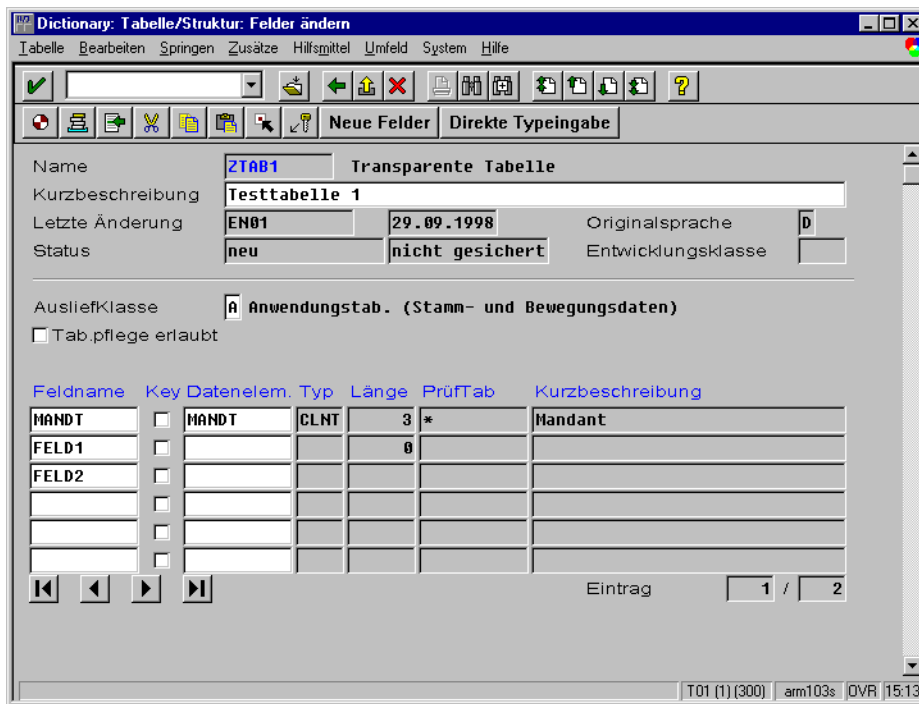 Dictionary: Tabelle/Struktur: Felder ändern
Tabelle Bearbeiten Springen Zusätze Hilfsmittel Umfeld System Hilfe
Neue Felder Direkte Typeingabe
Name ZTAB1 Transparente Tabelle
Kurzbeschreibung Testtabelle 1
Letzte Änderung EN01 29.09.1998 Originalsprache D
Status neu nicht gesichert Entwicklungsklasse
AusliefKlasse A Anwendungstab. (Stamm- und Bewegungsdaten)
Tab.pflege erlaubt
Feldname Key Datenelem. Typ Länge PrüfTab Kurzbeschreibung
MANDT MANDT CLNT 3 * Mandant
FELD1 0
FELD2
Eintrag 1 / 2
T01 (1) (300) arm103s OVR 15:13